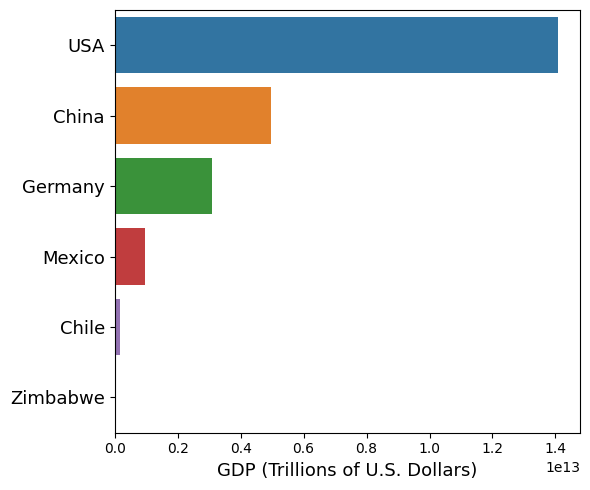 USA
China
Germany
Mexico
Chile
Zimbabwe
0.0 0.2 0.4 0.6 0.8 1.0 1.2 1.4
1e13
GDP (Trillions of U.S. Dollars)